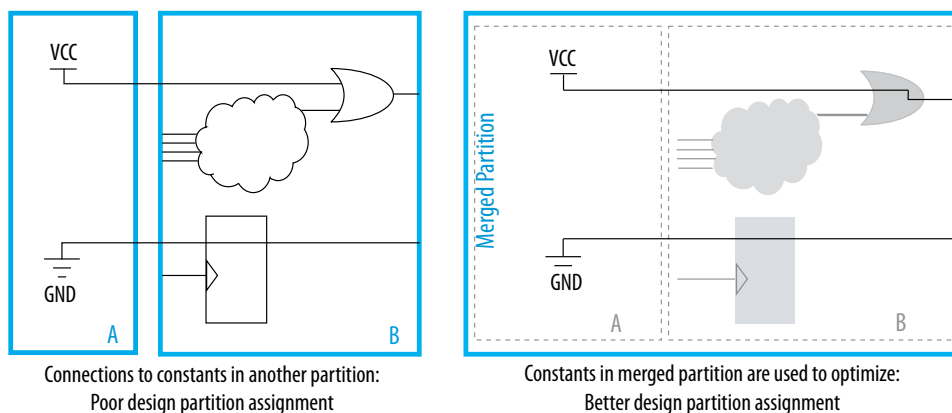 VCC
GND
A
B
Connections to constants in another partition:
Poor design partition assignment
Merged Partition
VCC
GND
A
B
Constants in merged partition are used to optimize:
Better design partition assignment